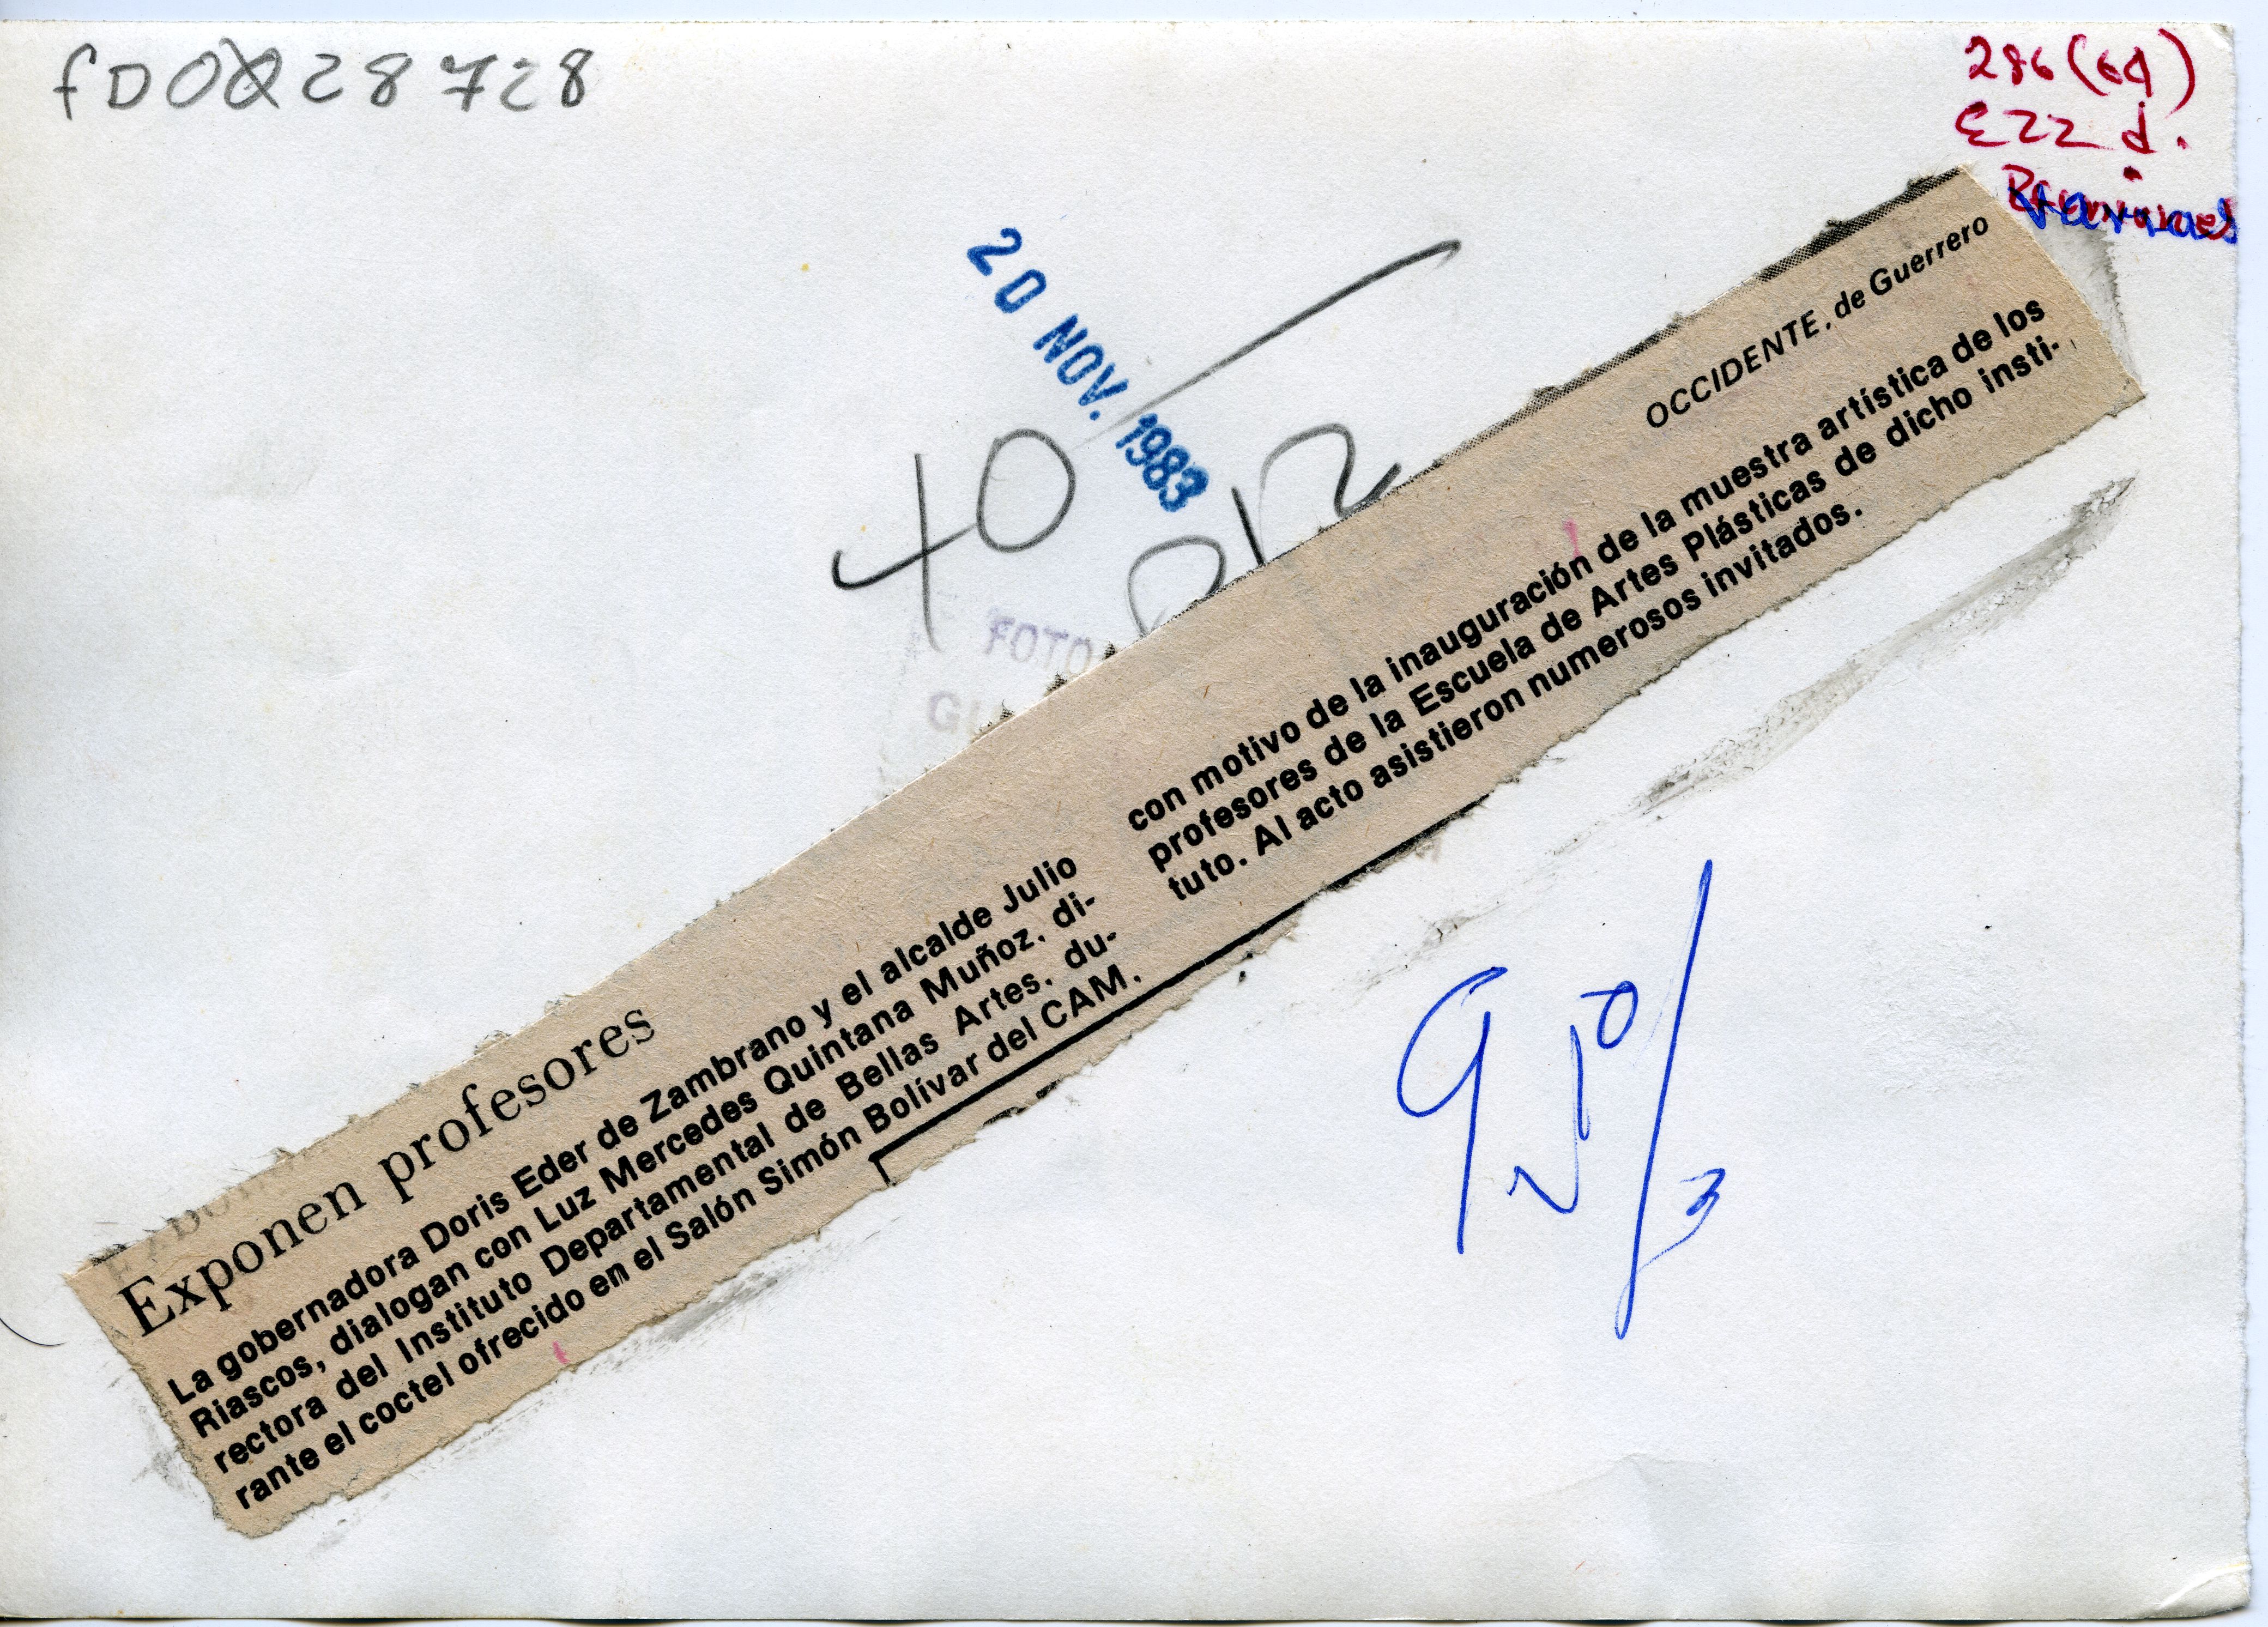 fD0028728
286 (64)
E22 d.
Varias
20 NOV. 1983
FOTO
OCCIDENTE, de Guerrero
Exponen profesores
La gobernadora Doris Eder de Zambrano y el alcalde Julio
Riascos, dialogan con Luz Mercedes Quintana Muñoz, di-
rectora del Instituto Departamental de Bellas Artes, du-
rante el coctel ofrecido en el Salón Simón Bolívar del CAM.
con motivo de la inauguración de la muestra artística de los
profesores de la Escuela de Artes Plásticas de dicho insti-
tuto. Al acto asistieron numerosos invitados.